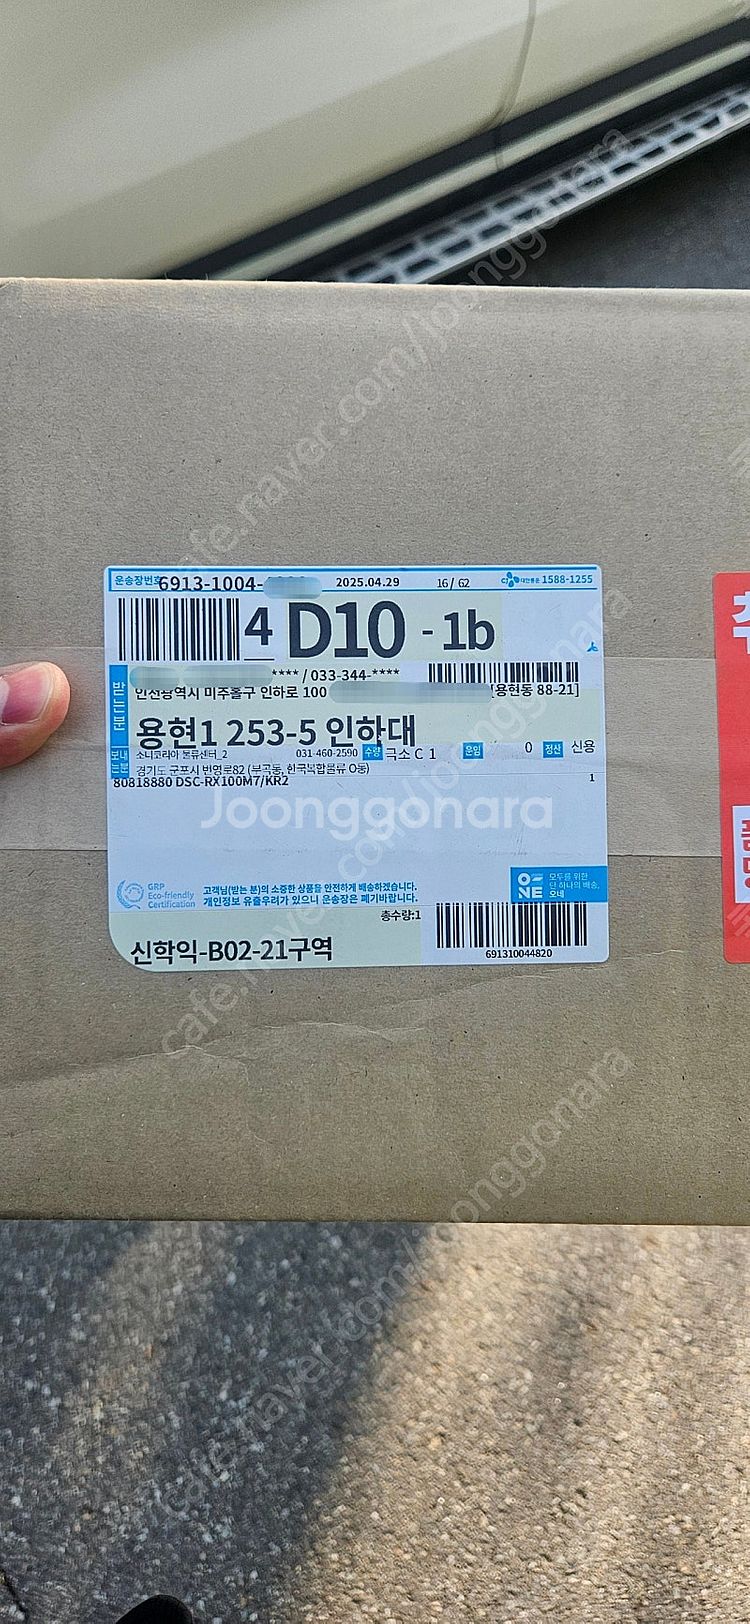 운송장번호 6913-1004- 2025.04.29 16 / 62 CJ대한통운 1588-1255
4 D10 - 1b
받는분
**** / 033-344-****
인천광역시 미추홀구 인하로 100 [용현동 88-21]
용현1 253-5 인하대
보내는분
소니코리아 물류센터_2 031-460-2590 수량 극소 C 1 운임 0 정산 신용
경기도 군포시 번영로82 (부곡동, 한국복합물류 O동)
80818880 DSC-RX100M7/KR2 1
Joonggonara
GRP
Eco-friendly
Certification
고객님(받는 분)의 소중한 상품을 안전하게 배송하겠습니다.
개인정보 유출우려가 있으니 운송장은 폐기바랍니다.
ONE
모두를 위한
단 하나의 배송,
오네
총수량:1
신학익-B02-21구역
691310044820
cafe.naver.com/joonggonara
cafe.naver.com/joonggonara
cafe.naver.com/joonggonara